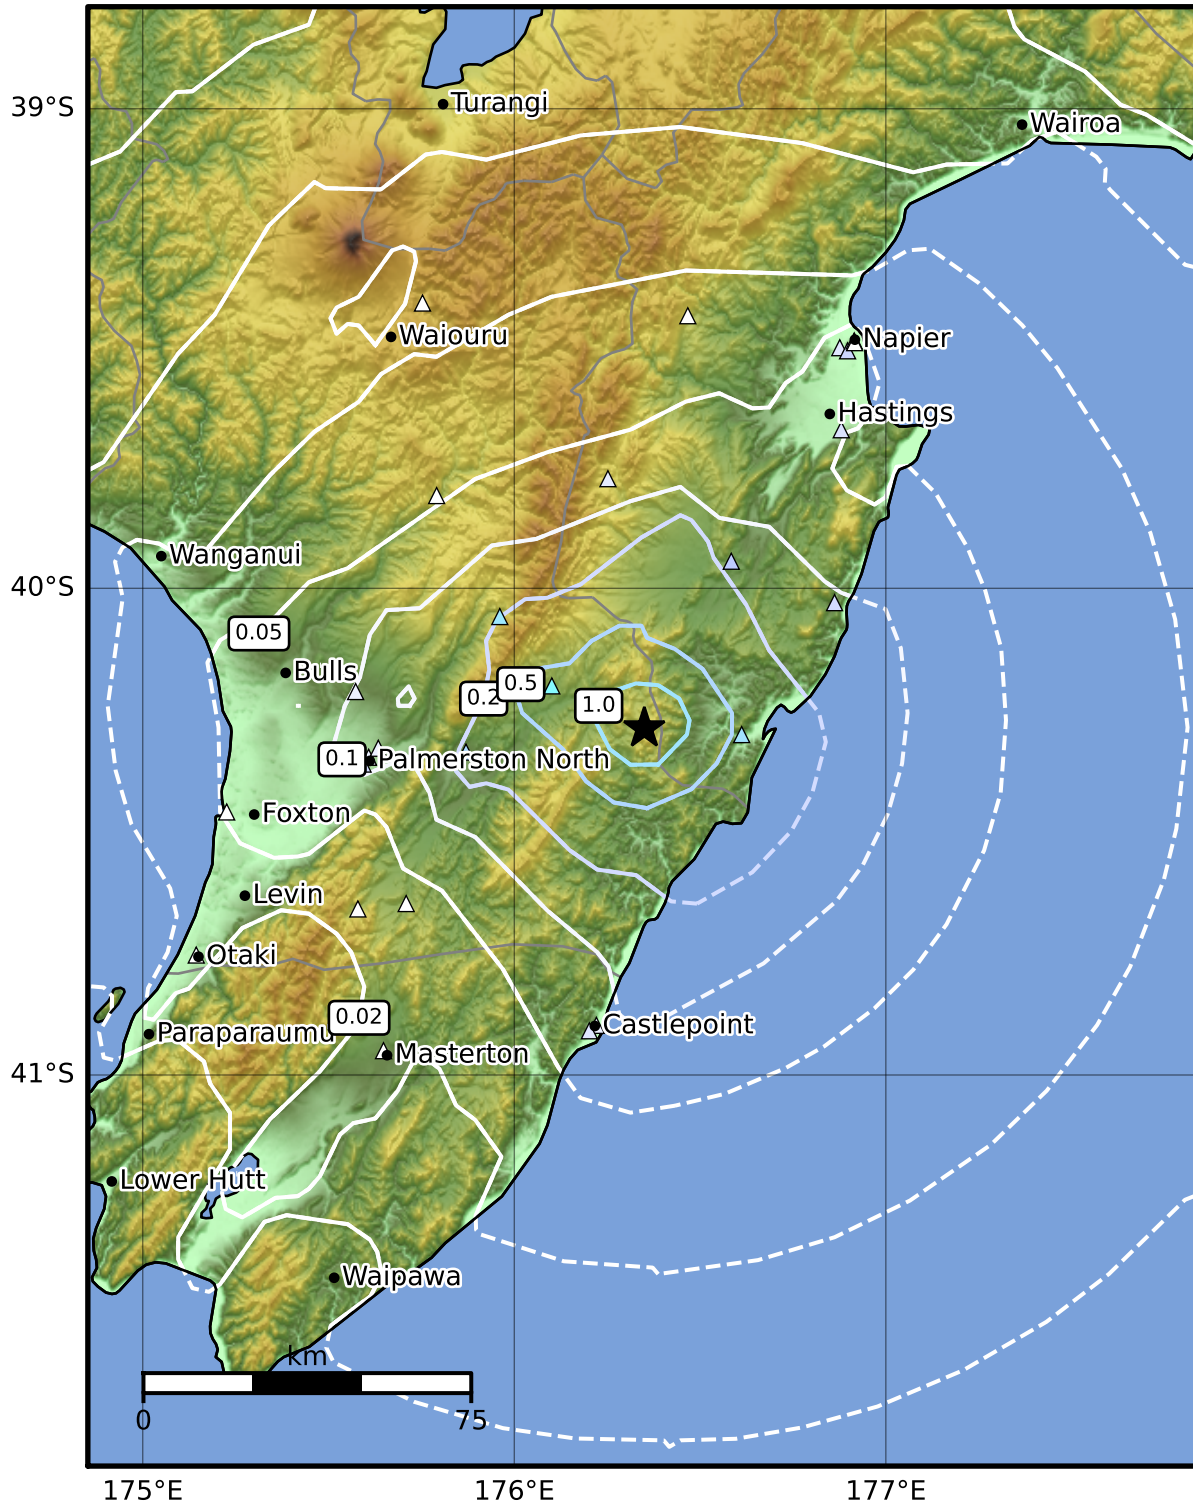 Turangi
39°S
Wairoa
Waiouru
Napier
Hastings
Wanganui
40°S
0.05
Bulls
0.2
0.5
1.0
0.1
Palmerston North
Foxton
Levin
Otaki
0.02
Castlepoint
Paraparaumu
Masterton
41°S
Lower Hutt
Waipawa
km
0
75
175°E
176°E
177°E